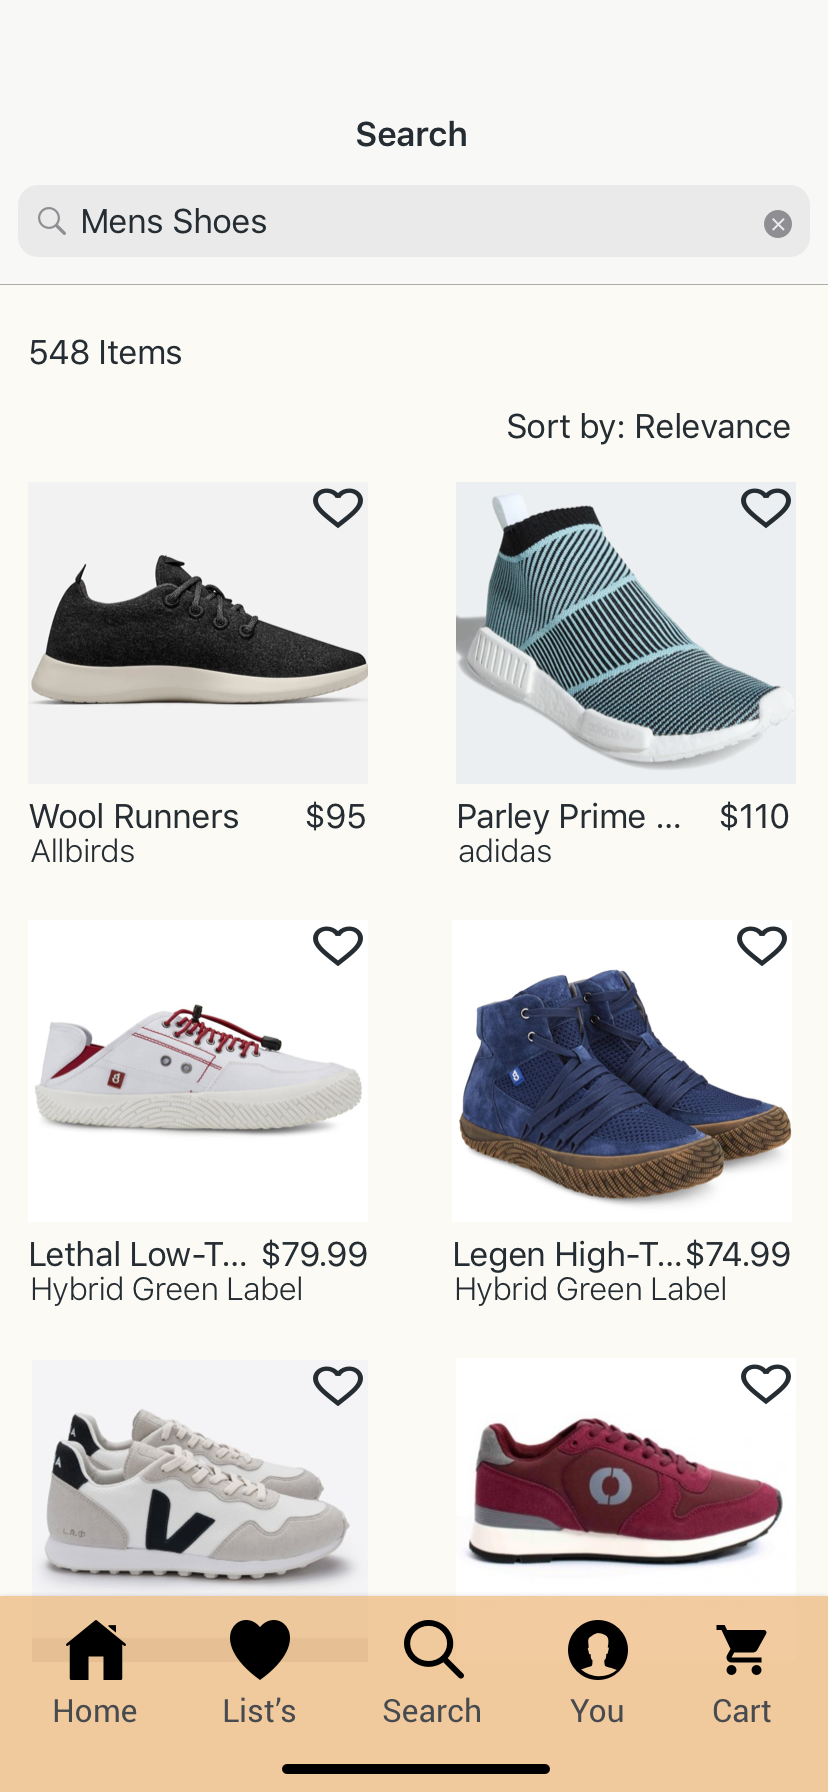 Search
Mens Shoes
548 Items
Sort by: Relevance
Wool Runners $95
Allbirds
Parley Prime ... $110
adidas
Lethal Low-T... $79.99
Hybrid Green Label
Legen High-T... $74.99
Hybrid Green Label
Home List’s Search You Cart